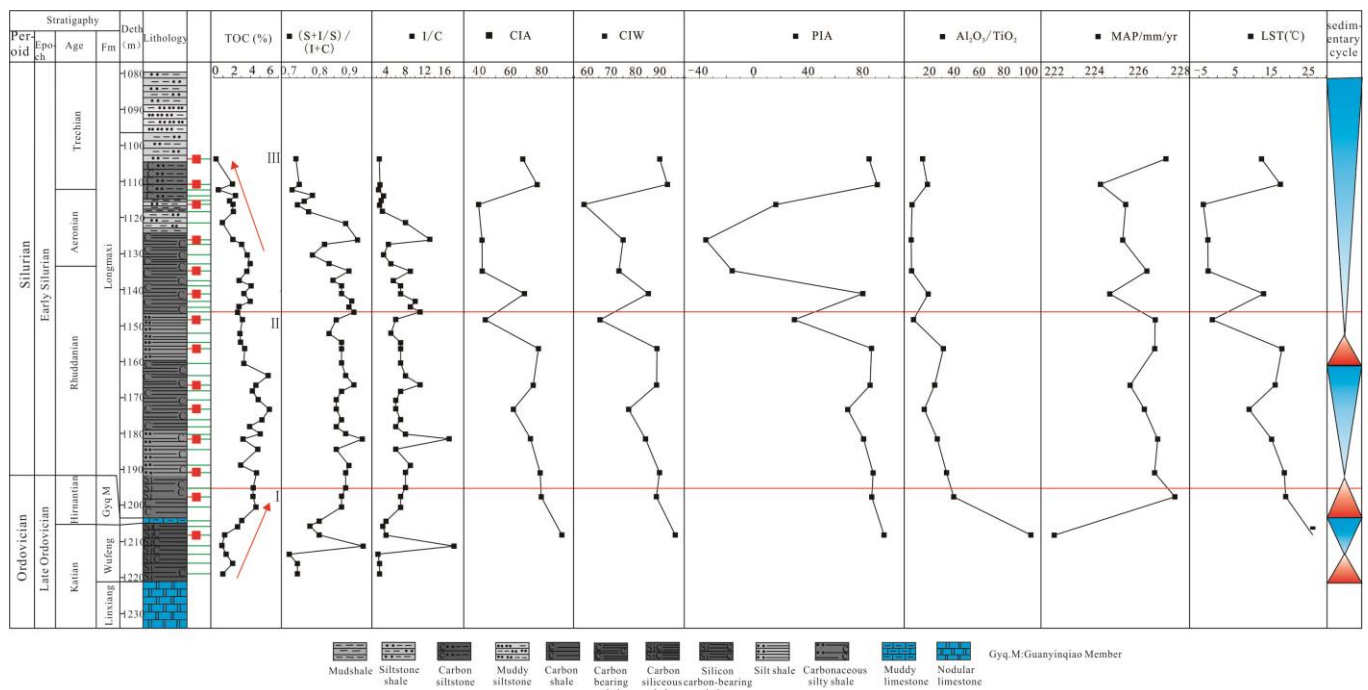 Stratigaphy
Per-
oid
Epo-
ch
Age
Fm
Deth
(m)
Lithology
TOC (%)
(S+I/S)/
(I+C)
I/C
CIA
CIW
PIA
Al₂O₃/TiO₂
MAP/mm/yr
LST(℃)
sedim-
entary
cycle
0 2 4 6
0.7 0.8 0.9
4 8 12 16
40 60 80
60 70 80 90
-40 0 40 80
20 40 60 80 100
222 224 226 228
-5 5 15 25
1080
1090
1100
1110
1120
1130
1140
1150
1160
1170
1180
1190
1200
1210
1220
1230
Silurian
Ordovician
Early Silurian
Late Ordovician
Trechian
Aeronian
Rhuddanian
Hirnantian
Katian
Longmaxi
Gyq M
Wufeng
Linxiang
III
II
I
Mudshale
Siltstone
shale
Carbon
siltstone
Muddy
siltstone
Carbon
shale
Carbon
bearing
Carbon
siliceous
Silicon
carbon-bearing
Silt shale
Carbonaceous
silty shale
Muddy
limestone
Nodular
limestone
Gyq.M:Guanyinqiao Member